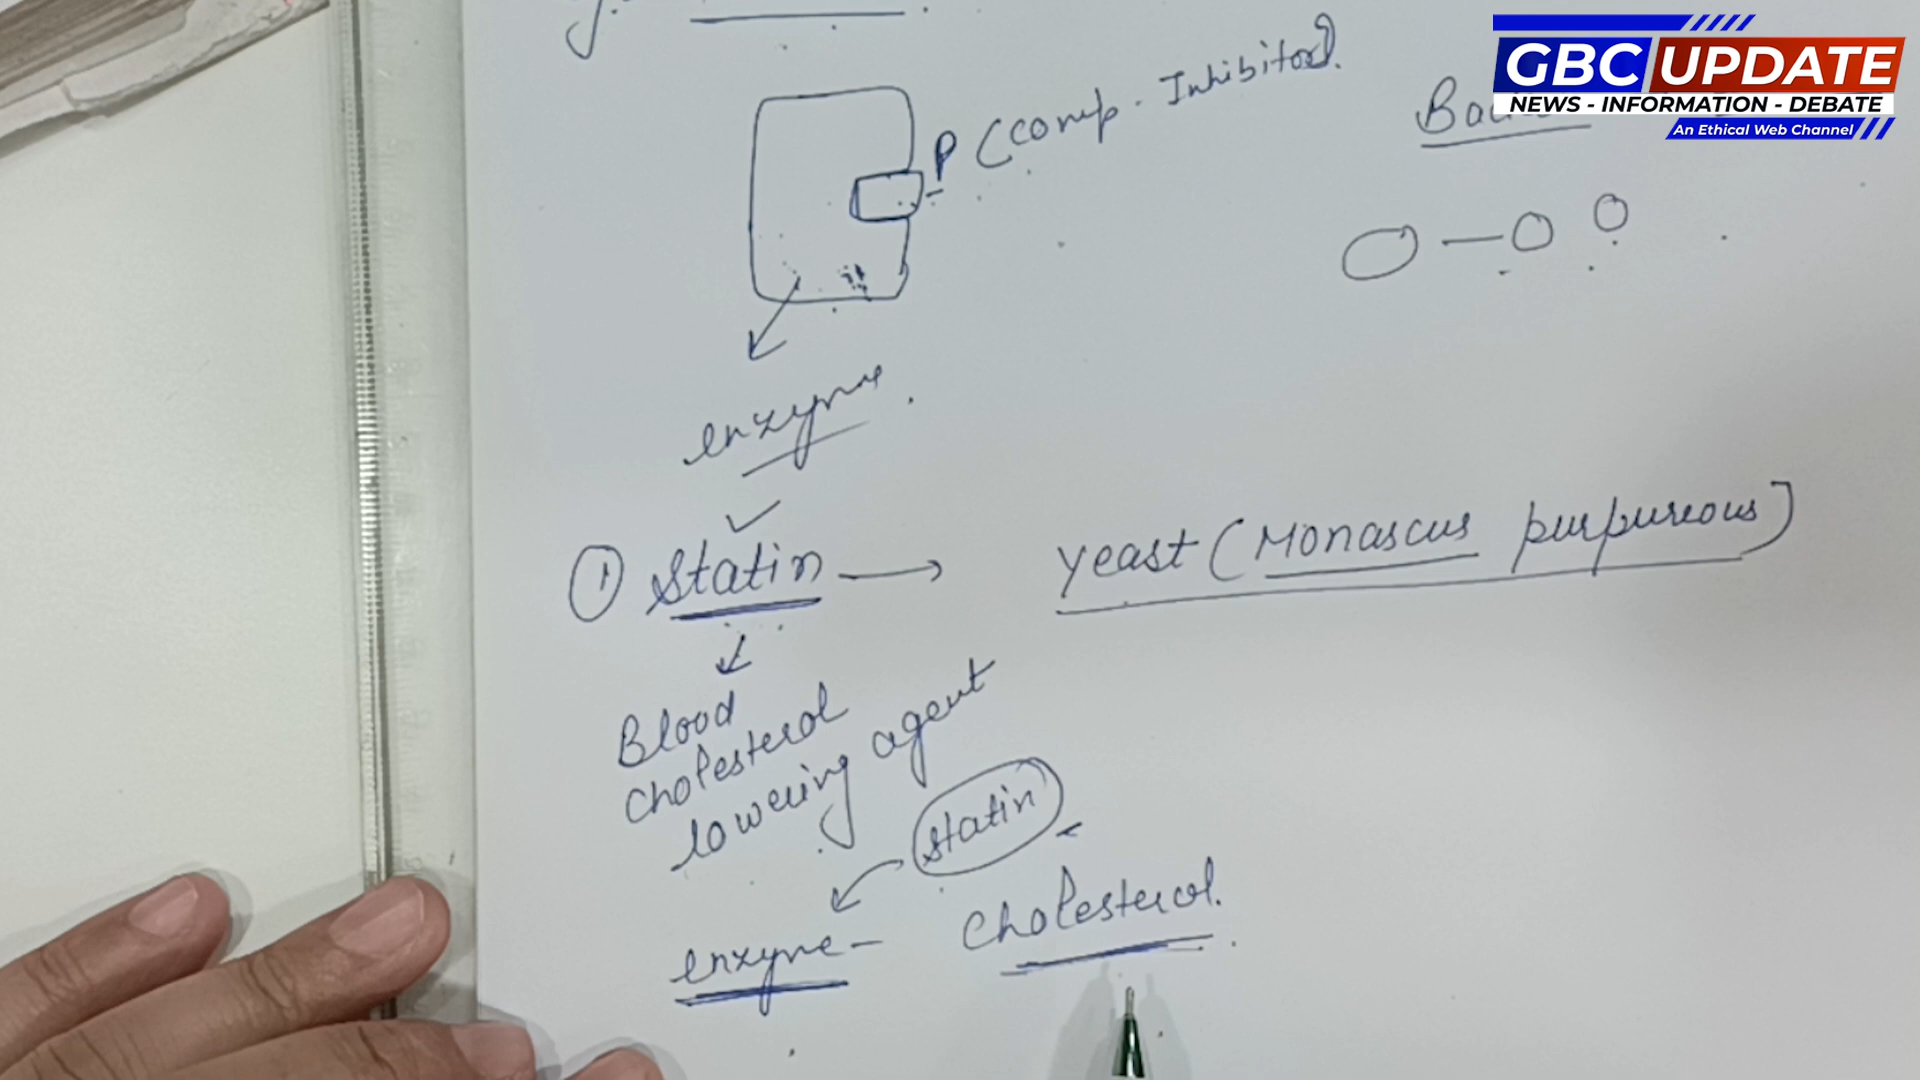 GBC UPDATE
NEWS - INFORMATION - DEBATE
An Ethical Web Channel
P (comp. Inhibitor).
enzyme.
① Statin → Yeast (Monascus purpureous)
Blood
cholesterol
lowering agent
statin
enzyne - cholesterol.